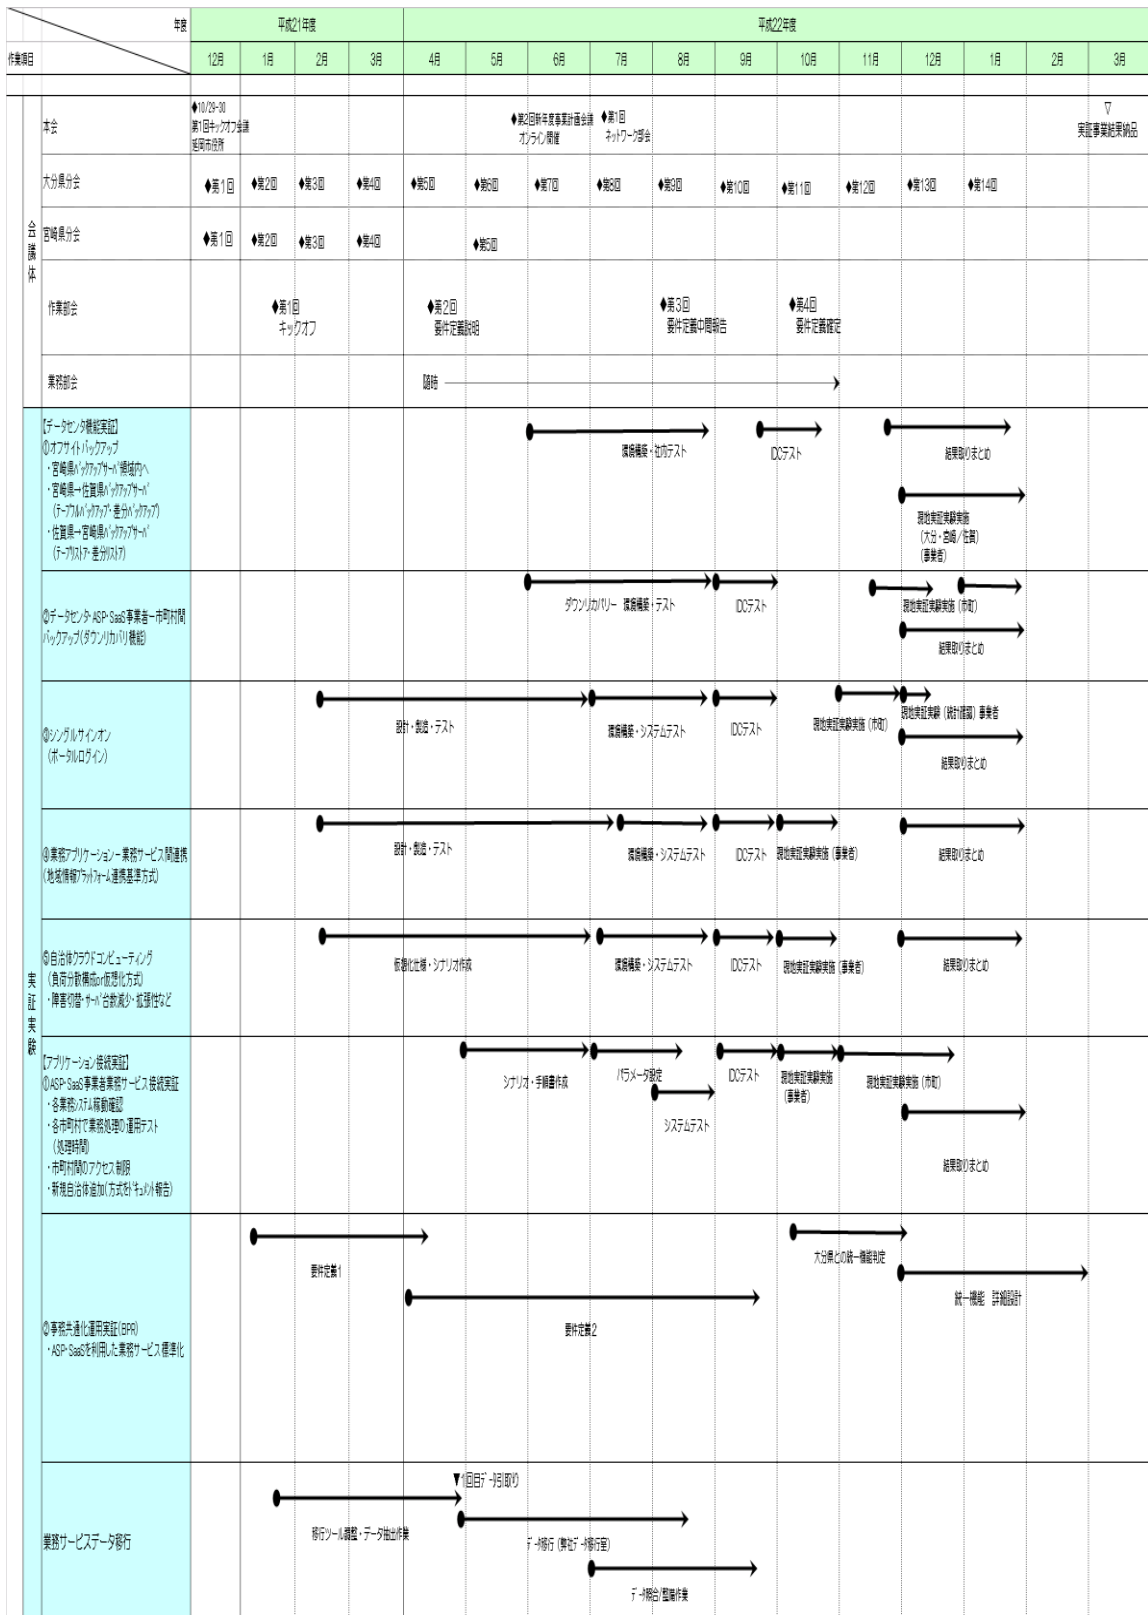 年度
平成21年度
平成22年度
作業項目
12月 1月 2月 3月 4月 5月 6月 7月 8月 9月 10月 11月 12月 1月 2月 3月
会議体
本会
◆10/29-30
第1回キックオフ会議
延岡市役所
◆第2回新年度事業計画会議
オンライン開催
◆第1回
ネットワーク部会
▽
実証事業結果納品
大分県分会
◆第1回 ◆第2回 ◆第3回 ◆第4回 ◆第5回 ◆第6回 ◆第7回 ◆第8回 ◆第9回 ◆第10回 ◆第11回 ◆第12回 ◆第13回 ◆第14回
宮崎県分会
◆第1回 ◆第2回 ◆第3回 ◆第4回 ◆第5回
作業部会
◆第1回
キックオフ
◆第2回
要件定義説明
◆第3回
要件定義中間報告
◆第4回
要件定義確定
業務部会
随時
実証実験
【データセンタ機能実証】
①オフサイトバックアップ
・宮崎県バックアップサーバ領域内へ
・宮崎県→佐賀県バックアップサーバ
(テーブルバックアップ・差分バックアップ)
・佐賀県→宮崎県バックアップサーバ
(テープリストア・差分リストア)
環境構築・社内テスト
IDCテスト
結果取りまとめ
現地実証実験実施
(大分・宮崎/佐賀)
(事業者)
②データセンタ・ASP・SaaS事業者ー市町村間
バックアップ(ダウンリカバリ機能)
ダウンリカバリー 環境構築・テスト
IDCテスト
現地実証実験実施(市町)
結果取りまとめ
③シングルサインオン
(ポータルログイン)
設計・製造・テスト
環境構築・システムテスト
IDCテスト
現地実証実験実施(市町)
現地実証実験(統計確認)事業者
結果取りまとめ
④業務アプリケーション-業務サービス間連携
(地域情報プラットフォーム連携基準方式)
設計・製造・テスト
環境構築・システムテスト
IDCテスト
現地実証実験実施(事業者)
結果取りまとめ
⑤自治体クラウドコンピューティング
(負荷分散構成or仮想化方式)
・障害切替・サーバ台数減少・拡張性など
仮想化仕様・シナリオ作成
環境構築・システムテスト
IDCテスト
現地実証実験実施(事業者)
結果取りまとめ
【アプリケーション接続実証】
①ASP・SaaS事業者業務サービス接続実証
・各業務システム稼動確認
・各市町村で業務処理の運用テスト
(処理時間)
・市町村間のアクセス制限
・新規自治体追加(方式をドキュメント報告)
シナリオ・手順書作成
パラメータ設定
システムテスト
IDCテスト
現地実証実験実施
(事業者)
現地実証実験実施(市町)
結果取りまとめ
②事務共通化運用実証(BPR)
・ASP・SaaSを利用した業務サービス標準化
要件定義1
要件定義2
大分県との統一機能判定
統一機能 詳細設計
業務サービスデータ移行
▼1回目データ引取り
移行ツール調整・データ抽出作業
データ移行(弊社データ移行室)
データ照合/整備作業